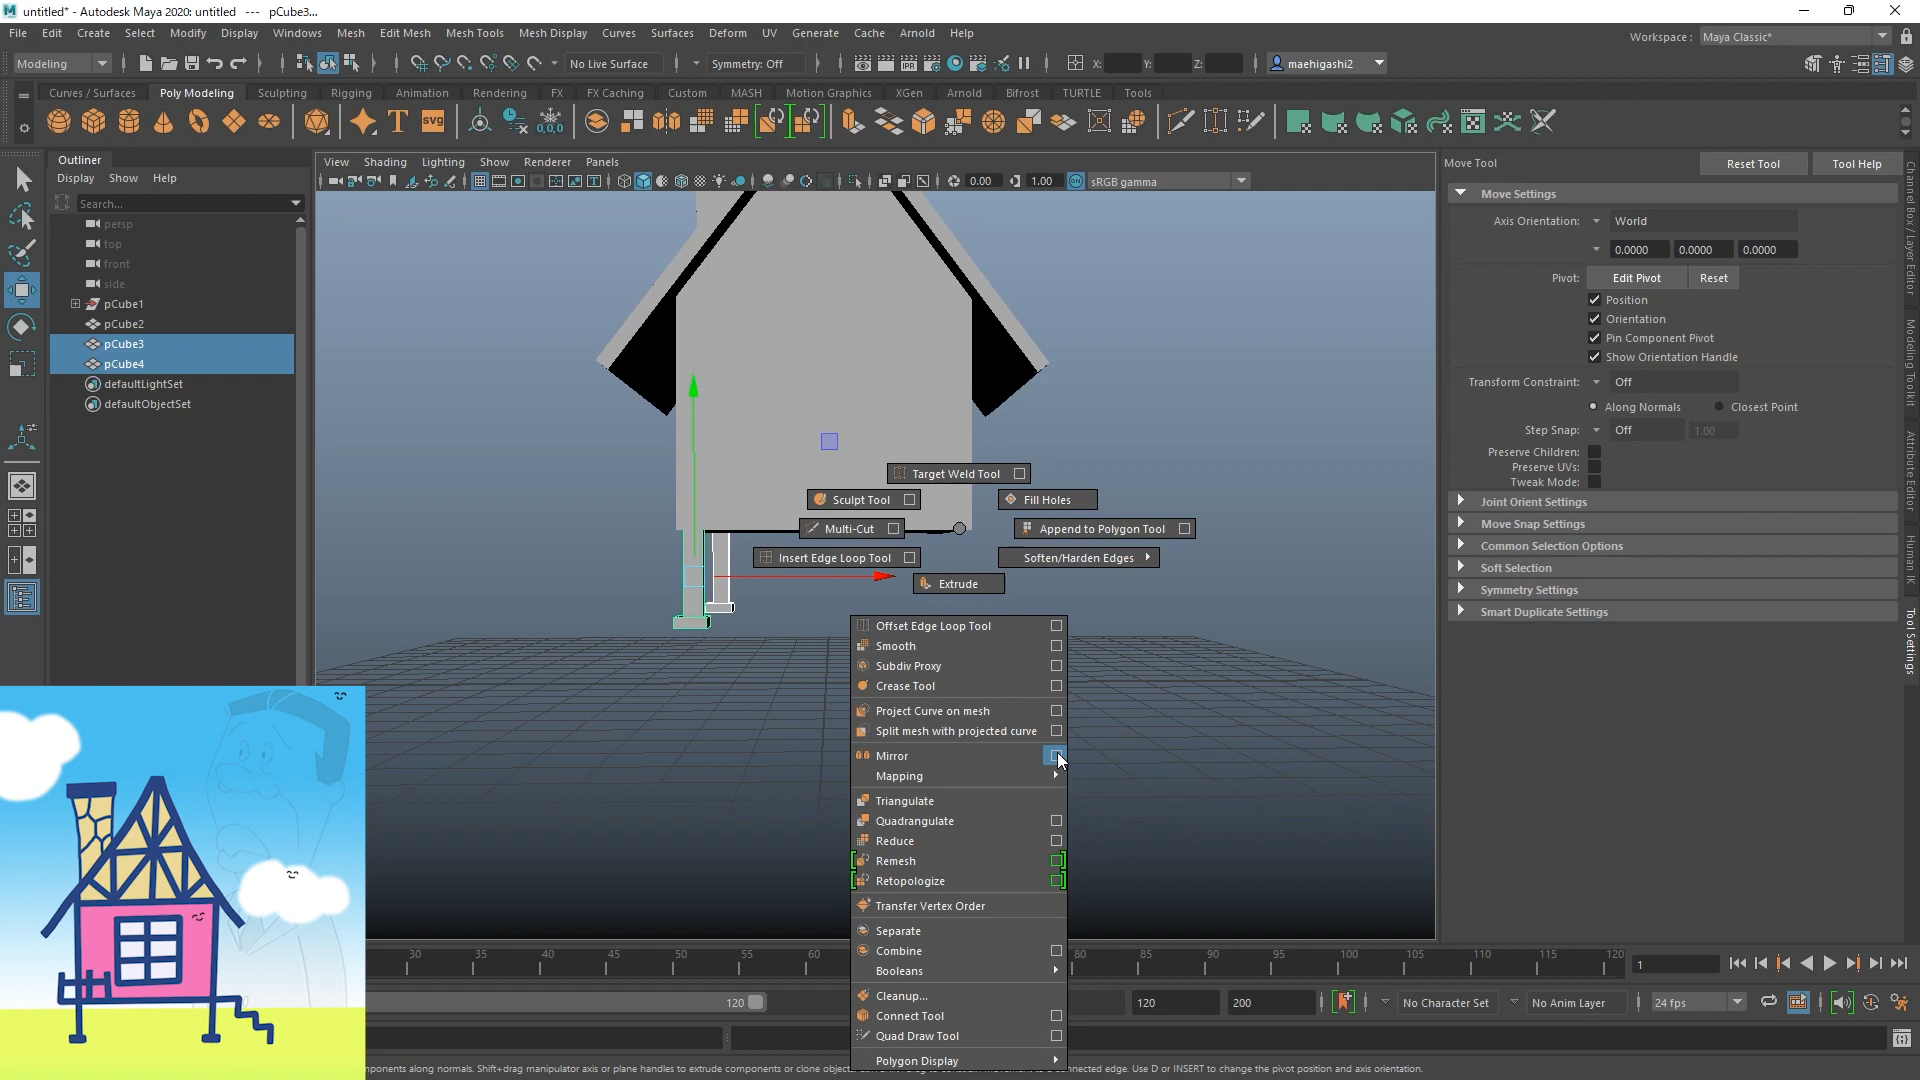 untitled* - Autodesk Maya 2020: untitled --- pCube3...
File Edit Create Select Modify Display Windows Mesh Edit Mesh Mesh Tools Mesh Display Curves Surfaces Deform UV Generate Cache Arnold Help
Workspace : Maya Classic*
Modeling
No Live Surface
Symmetry: Off
X: Y: Z:
maehigashi2
Curves / Surfaces Poly Modeling Sculpting Rigging Animation Rendering FX FX Caching Custom MASH Motion Graphics XGen Arnold Bifrost TURTLE Tools
Outliner
Display Show Help
Search...
persp
top
front
side
pCube1
pCube2
pCube3
pCube4
defaultLightSet
defaultObjectSet
View Shading Lighting Show Renderer Panels
0.00 1.00 sRGB gamma
Target Weld Tool
Sculpt Tool Fill Holes
Multi-Cut Append to Polygon Tool
Insert Edge Loop Tool Soften/Harden Edges
Extrude
Offset Edge Loop Tool
Smooth
Subdiv Proxy
Crease Tool
Project Curve on mesh
Split mesh with projected curve
Mirror
Mapping
Triangulate
Quadrangulate
Reduce
Remesh
Retopologize
Transfer Vertex Order
Separate
Combine
Booleans
Cleanup...
Connect Tool
Quad Draw Tool
Polygon Display
Move Tool Reset Tool Tool Help
Move Settings
Axis Orientation: World
0.0000 0.0000 0.0000
Pivot: Edit Pivot Reset
Position
Orientation
Pin Component Pivot
Show Orientation Handle
Transform Constraint: Off
Along Normals Closest Point
Step Snap: Off 1.00
Preserve Children:
Preserve UVs:
Tweak Mode:
Joint Orient Settings
Move Snap Settings
Common Selection Options
Soft Selection
Symmetry Settings
Smart Duplicate Settings
Channel Box / Layer Editor
Modeling Toolkit
Attribute Editor
Human IK
Tool Settings
30 35 40 45 50 55 60 80 85 90 95 100 105 110 115 120
1
120 120 200 No Character Set No Anim Layer 24 fps